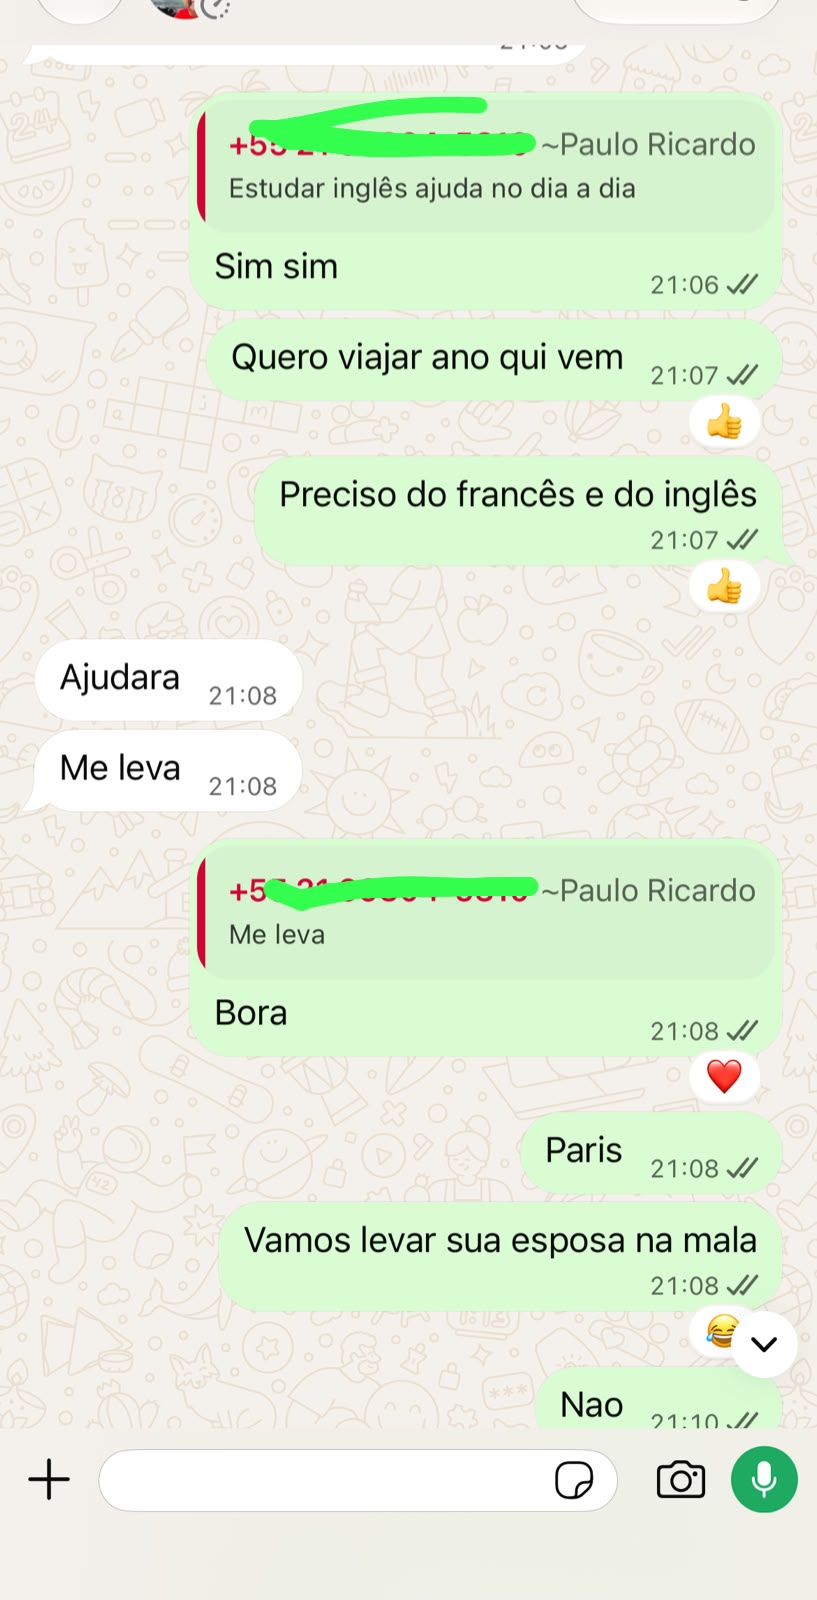 ~Paulo Ricardo
Estudar inglês ajuda no dia a dia
Sim sim
21:06
Quero viajar ano qui vem
21:07
Preciso do francês e do inglês
21:07
Ajudara
21:08
Me leva
21:08
~Paulo Ricardo
Me leva
Bora
21:08
Paris
21:08
Vamos levar sua esposa na mala
21:08
Nao
21:10